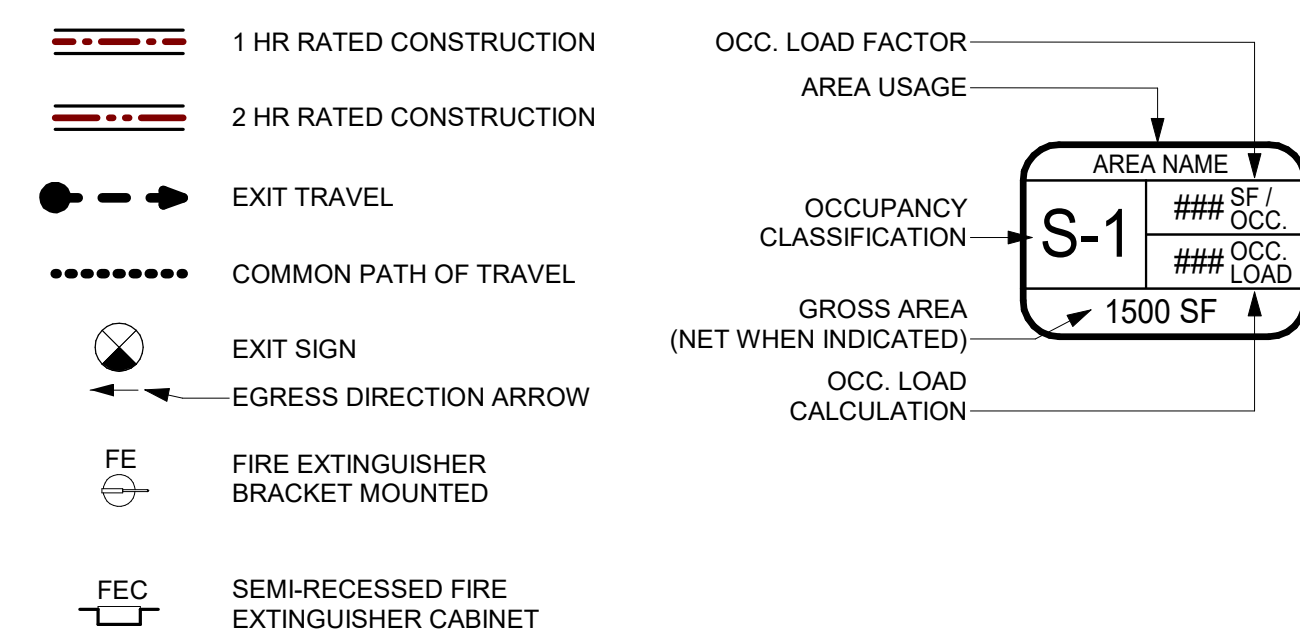 1 HR RATED CONSTRUCTION
2 HR RATED CONSTRUCTION
EXIT TRAVEL
COMMON PATH OF TRAVEL
EXIT SIGN
EGRESS DIRECTION ARROW
FE
FIRE EXTINGUISHER
BRACKET MOUNTED
FEC
SEMI-RECESSED FIRE
EXTINGUISHER CABINET
OCC. LOAD FACTOR
AREA USAGE
OCCUPANCY
CLASSIFICATION
GROSS AREA
(NET WHEN INDICATED)
OCC. LOAD
CALCULATION
AREA NAME
S-1
### SF /
OCC.
### OCC.
LOAD
1500 SF